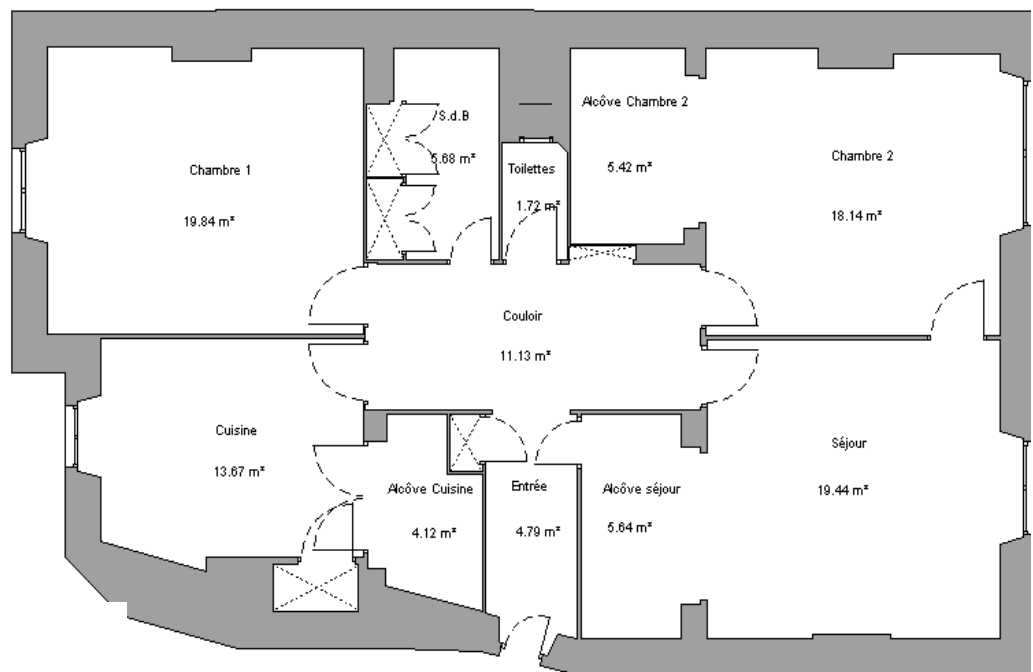 Chambre 1
19.84 m²
S.d.B
5.68 m²
Toilettes
1.72 m²
Alcôve Chambre 2
5.42 m²
Chambre 2
18.14 m²
Couloir
11.13 m²
Cuisine
13.67 m²
Alcôve Cuisine
4.12 m²
Entrée
4.79 m²
Alcôve séjour
5.64 m²
Séjour
19.44 m²